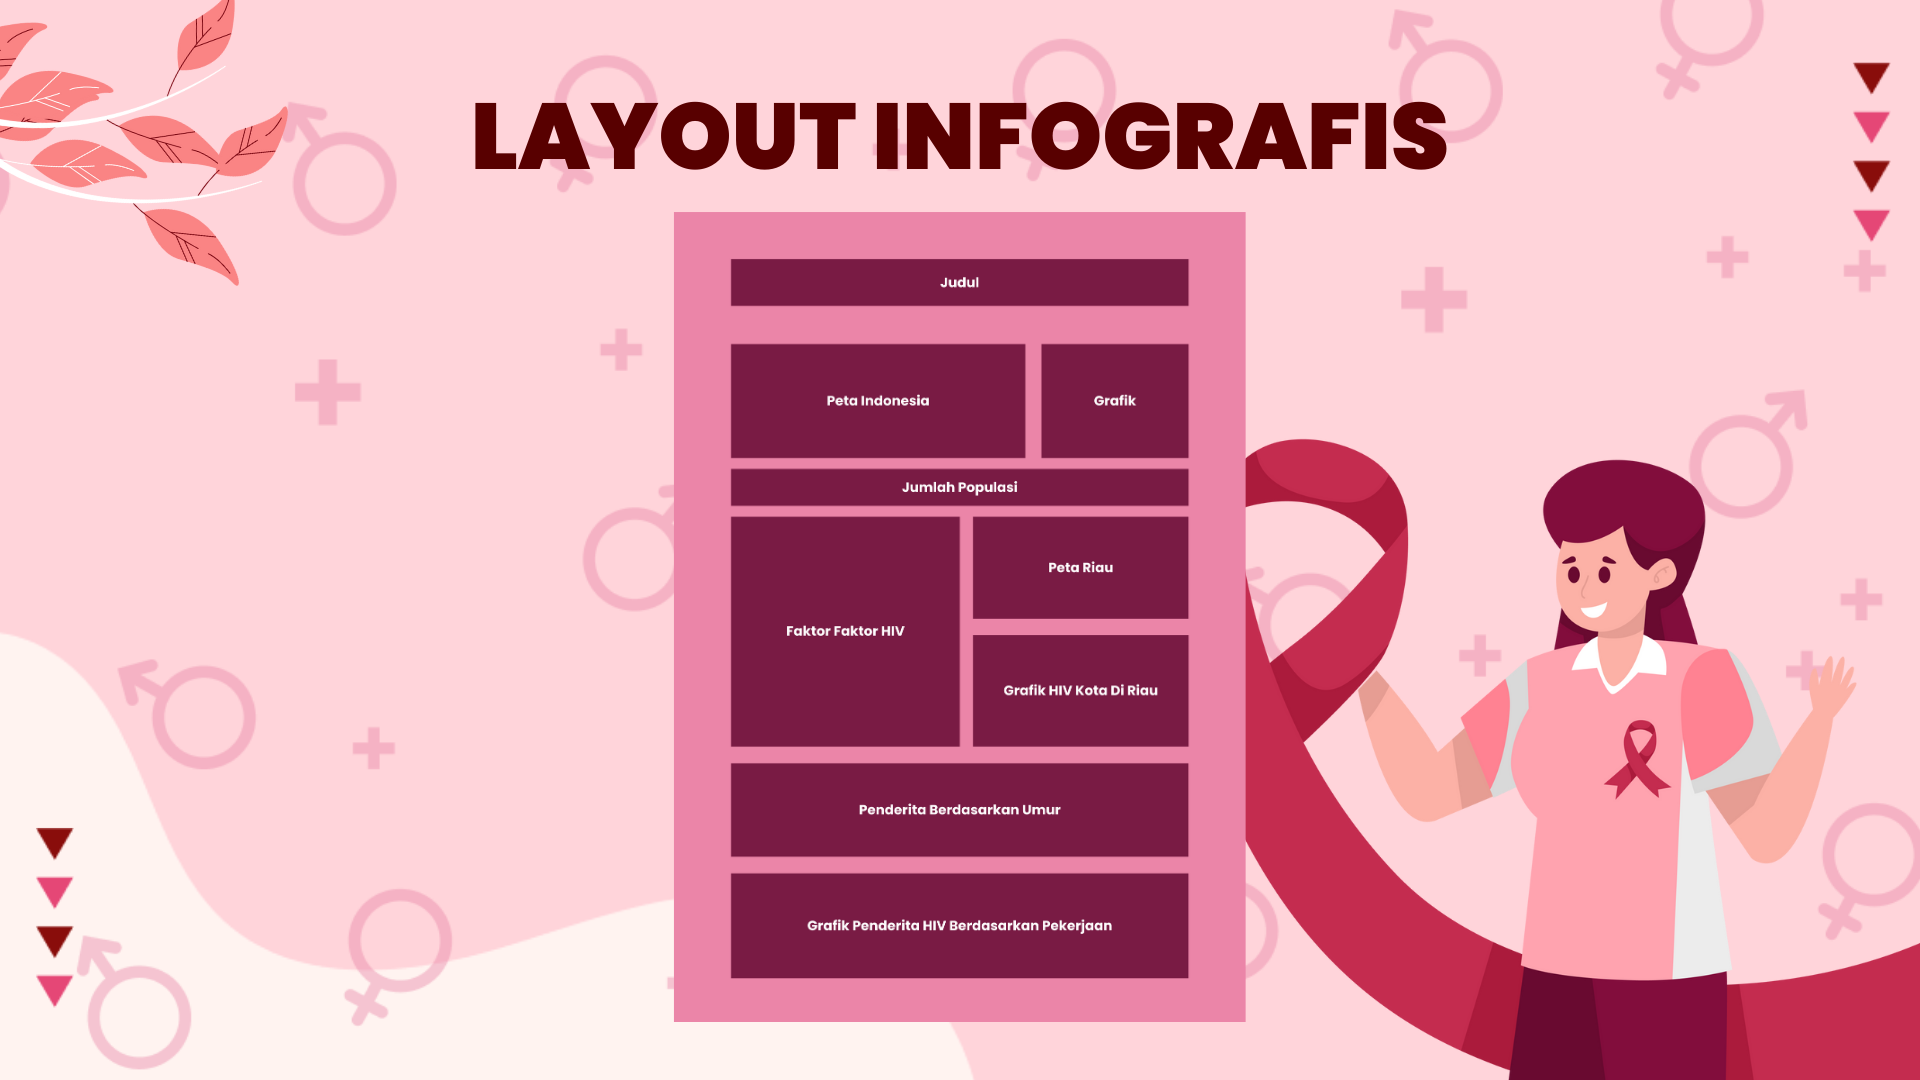 LAYOUT INFOGRAFIS
Judul
Peta Indonesia
Grafik
Jumlah Populasi
Faktor Faktor HIV
Peta Riau
Grafik HIV Kota Di Riau
Penderita Berdasarkan Umur
Grafik Penderita HIV Berdasarkan Pekerjaan